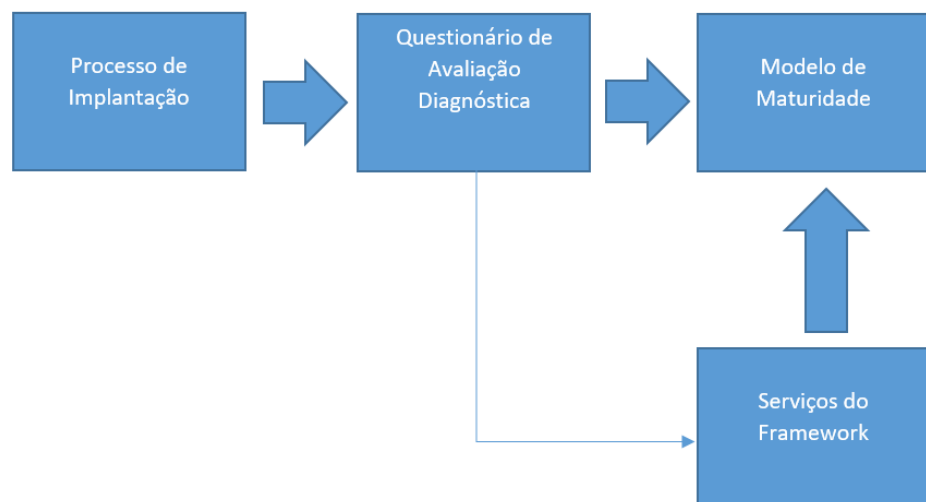 Processo de
Implantação
Questionário de
Avaliação
Diagnóstica
Modelo de
Maturidade
Serviços do
Framework